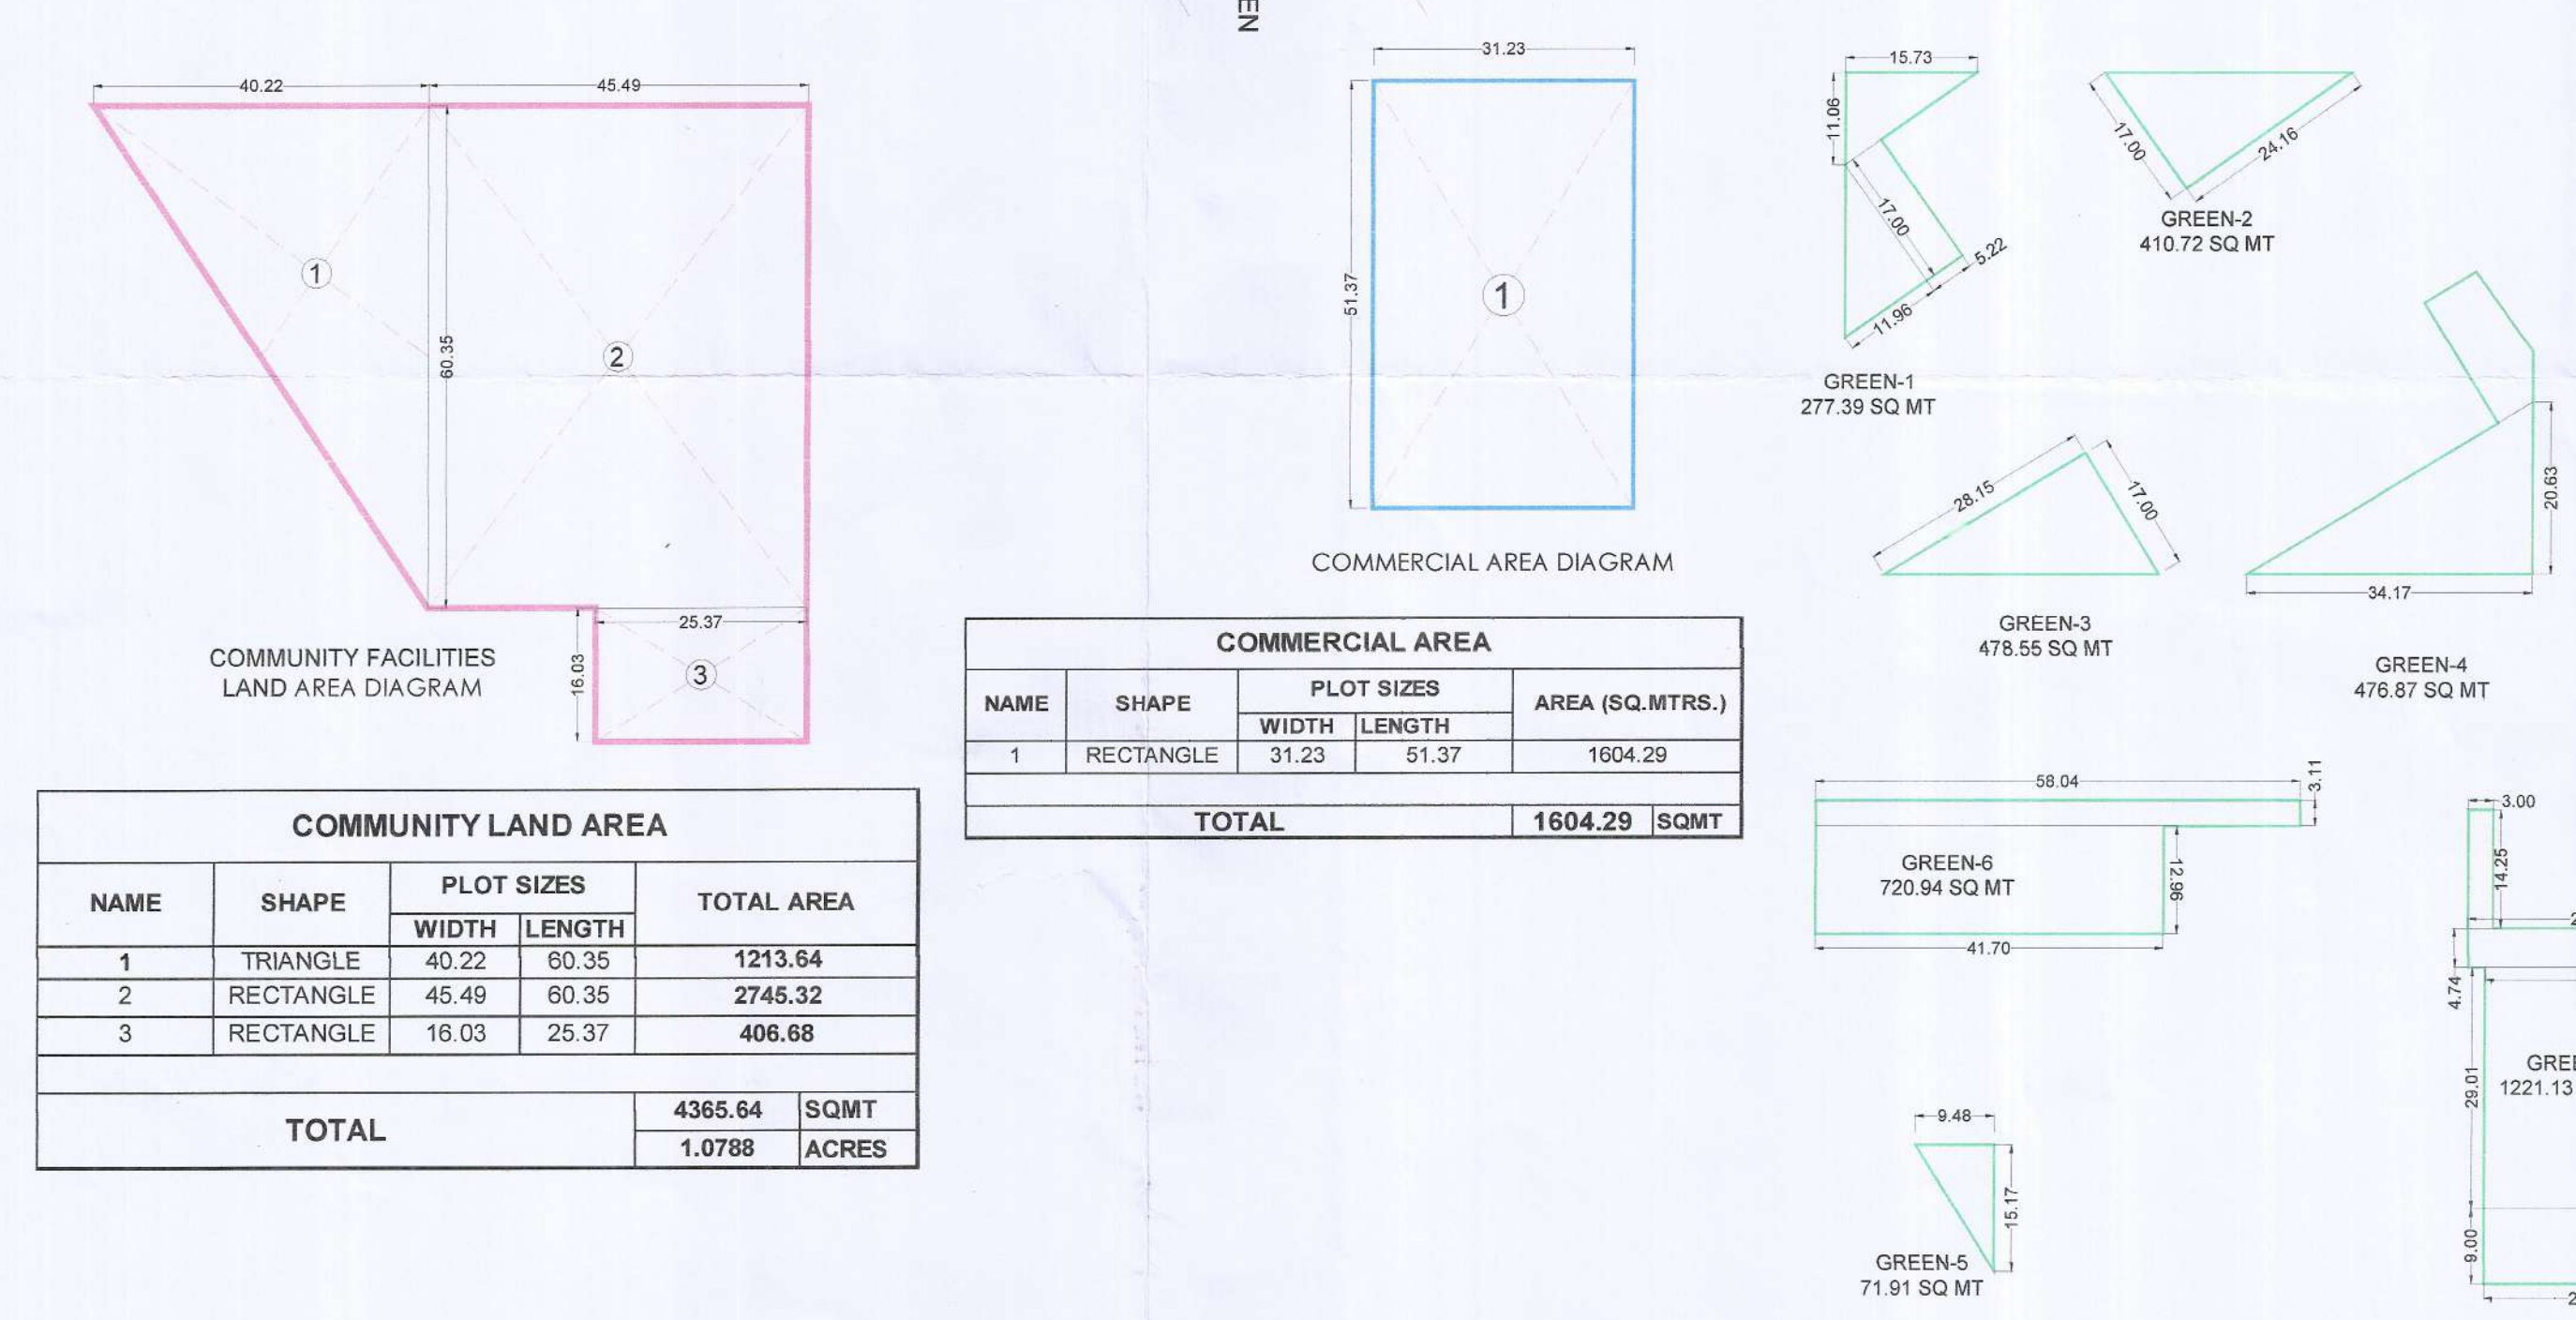 EN
40.22
45.49
60.35
1
2
25.37
16.03
3
COMMUNITY FACILITIES
LAND AREA DIAGRAM
COMMUNITY LAND AREA
NAME SHAPE PLOT SIZES TOTAL AREA
WIDTH LENGTH
1 TRIANGLE 40.22 60.35 1213.64
2 RECTANGLE 45.49 60.35 2745.32
3 RECTANGLE 16.03 25.37 406.68
TOTAL 4365.64 SQMT
1.0788 ACRES
31.23
51.37
1
COMMERCIAL AREA DIAGRAM
COMMERCIAL AREA
NAME SHAPE PLOT SIZES AREA (SQ.MTRS.)
WIDTH LENGTH
1 RECTANGLE 31.23 51.37 1604.29
TOTAL 1604.29 SQMT
15.73
11.06
17.00
5.22
11.96
GREEN-1
277.39 SQ MT
17.00
24.16
GREEN-2
410.72 SQ MT
28.15
17.00
GREEN-3
478.55 SQ MT
20.63
34.17
GREEN-4
476.87 SQ MT
58.04
3.11
GREEN-6
720.94 SQ MT
12.96
41.70
9.48
15.17
GREEN-5
71.91 SQ MT
3.00
14.25
4.74
29.01
GREE
1221.13
9.00